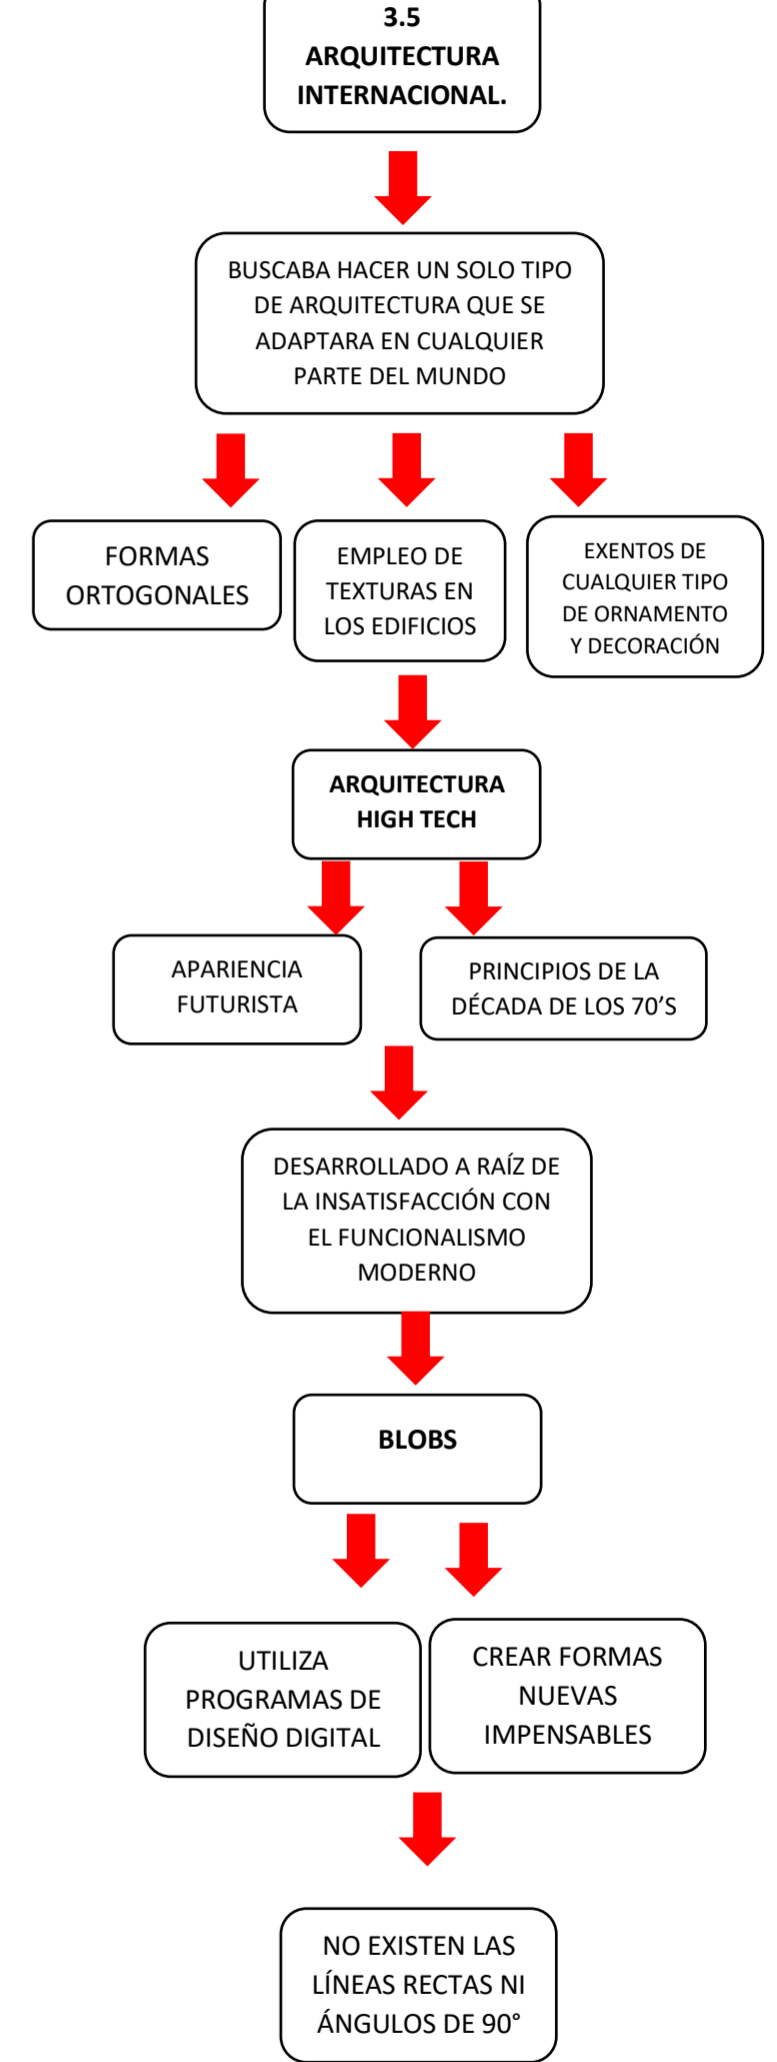 3.5
ARQUITECTURA
INTERNACIONAL.
BUSCABA HACER UN SOLO TIPO
DE ARQUITECTURA QUE SE
ADAPTARA EN CUALQUIER
PARTE DEL MUNDO
FORMAS
ORTOGONALES
EMPLEO DE
TEXTURAS EN
LOS EDIFICIOS
EXENTOS DE
CUALQUIER TIPO
DE ORNAMENTO
Y DECORACIÓN
ARQUITECTURA
HIGH TECH
APARIENCIA
FUTURISTA
PRINCIPIOS DE LA
DÉCADA DE LOS 70’S
DESARROLLADO A RAÍZ DE
LA INSATISFACCIÓN CON
EL FUNCIONALISMO
MODERNO
BLOBS
UTILIZA
PROGRAMAS DE
DISEÑO DIGITAL
CREAR FORMAS
NUEVAS
IMPENSABLES
NO EXISTEN LAS
LÍNEAS RECTAS NI
ÁNGULOS DE 90°